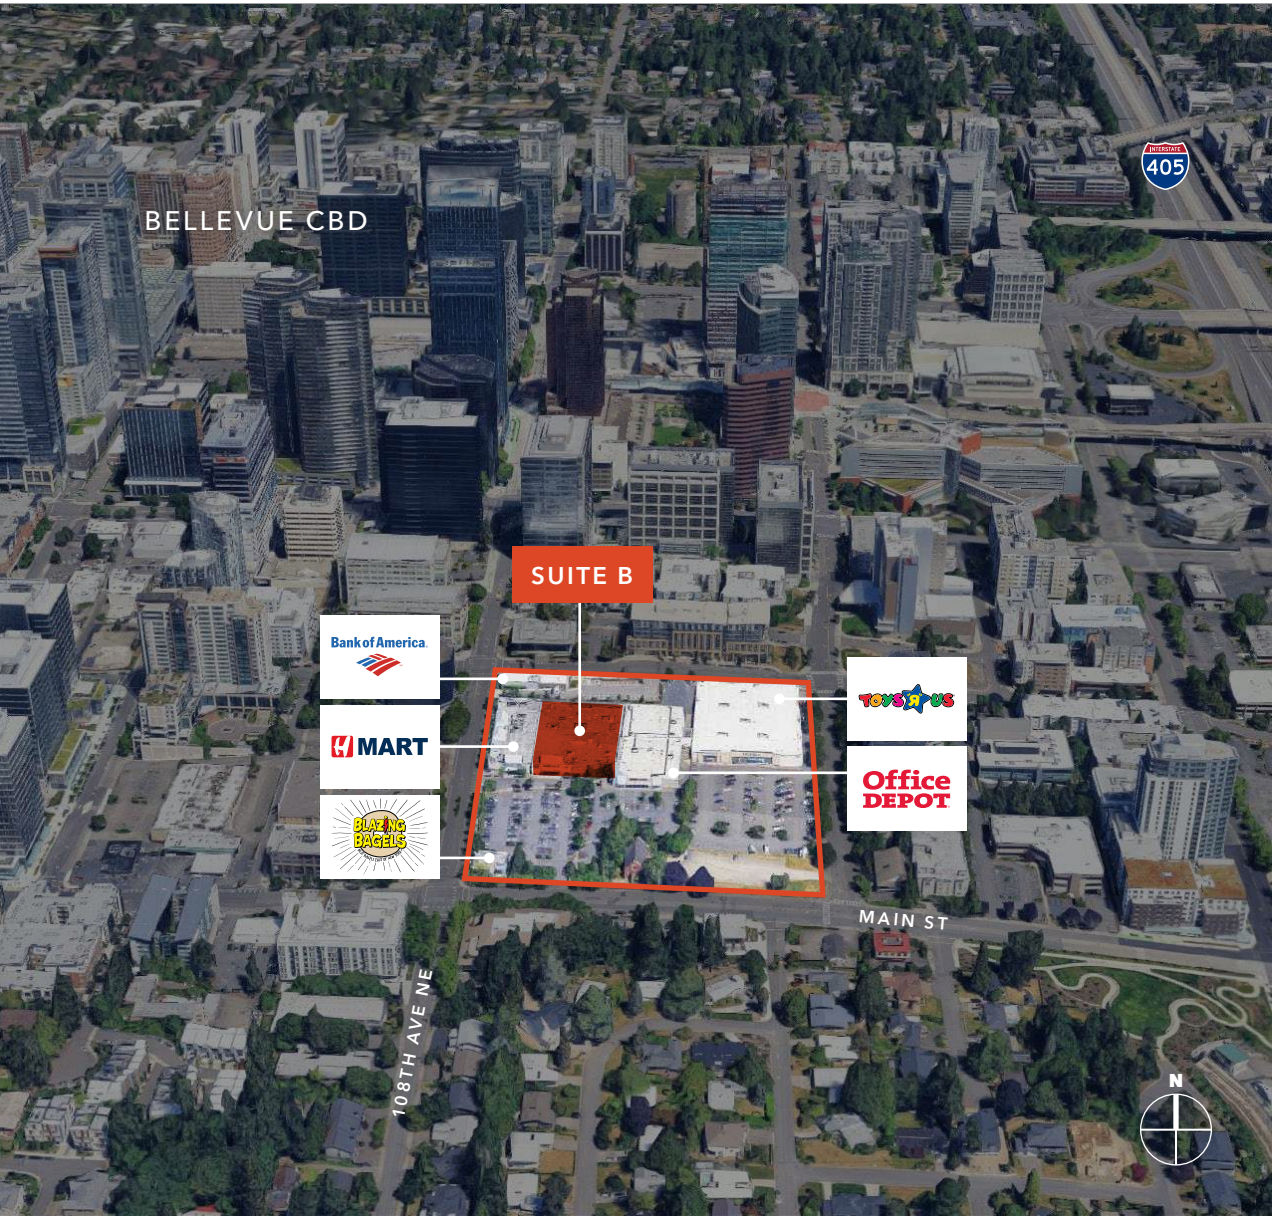 INTERSTATE
405
BELLEVUE CBD
SUITE B
Bank of America.
TOYS R US
H MART
Office
DEPOT
BLAZING
BAGELS
MAIN ST
108TH AVE NE
N